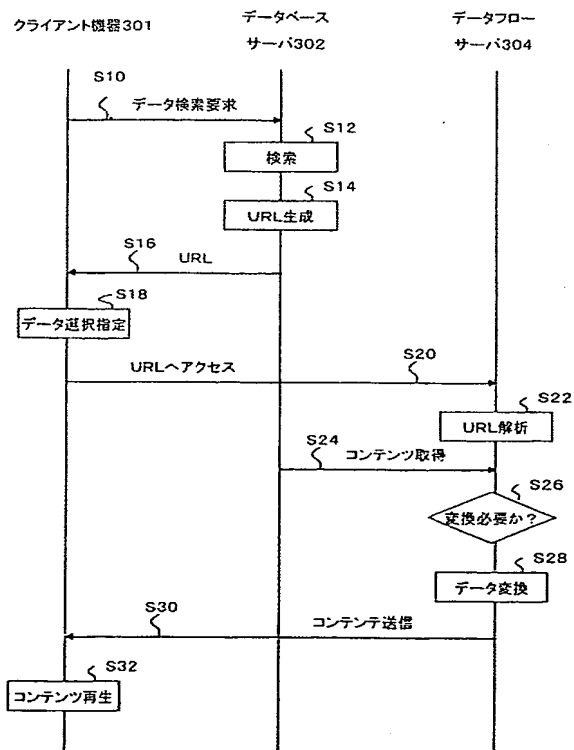 クライアント機器301
データベース
サーバ302
データフロー
サーバ304
S10
データ検索要求
S12
検索
S14
URL生成
S16
URL
S18
データ選択指定
URLへアクセス
S20
S22
URL解析
S24
コンテンツ取得
S26
変換必要か?
S28
データ変換
S30
コンテンテ送信
S32
コンテンツ再生